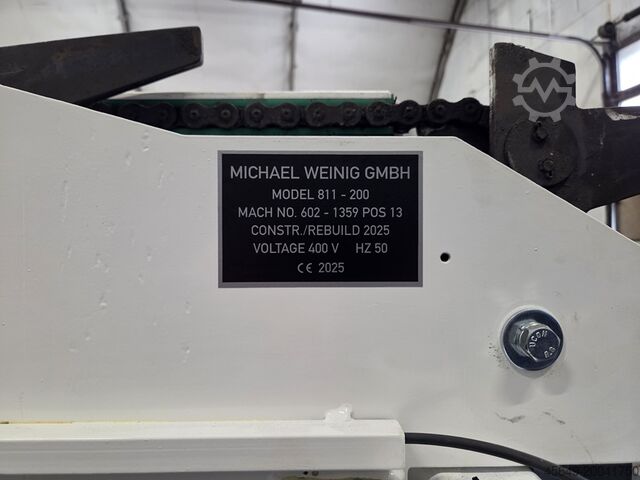 MICHAEL WEINIG GMBH
MODEL 811 - 200
MACH NO. 602 - 1359 POS 13
CONSTR./REBUILD 2025
VOLTAGE 400 V HZ 50
CE 2025